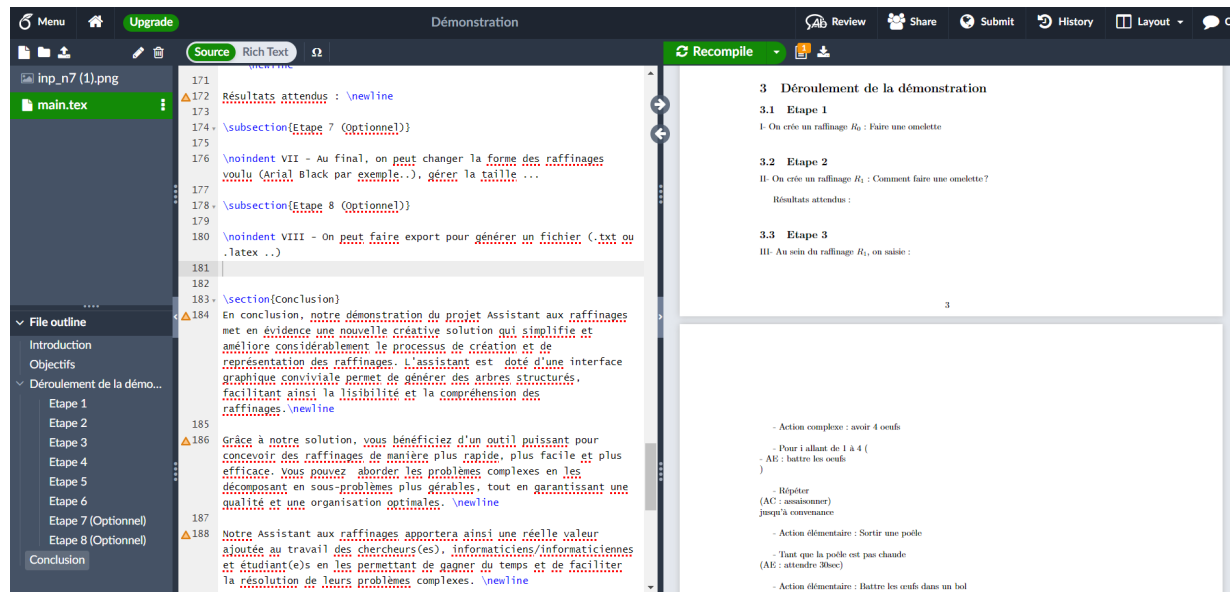 Menu
Upgrade
Démonstration
Review
Share
Submit
History
Layout
Source
Rich Text
Ω
Recompile
1
inp_n7 (1).png
main.tex
File outline
Introduction
Objectifs
Déroulement de la démo...
Etape 1
Etape 2
Etape 3
Etape 4
Etape 5
Etape 6
Etape 7 (Optionnel)
Etape 8 (Optionnel)
Conclusion
\newline
171
172 Résultats attendus : \newline
173
174 \subsection{Etape 7 (Optionnel)}
175
176 \noindent VII - Au final, on peut changer la forme des raffinages
voulu (Arial Black par exemple..), gérer la taille ...
177
178 \subsection{Etape 8 (Optionnel)}
179
180 \noindent VIII - On peut faire export pour générer un fichier (.txt ou
.latex ..)
181
182
183 \section{Conclusion}
184 En conclusion, notre démonstration du projet Assistant aux raffinages
met en évidence une nouvelle créative solution qui simplifie et
améliore considérablement le processus de création et de
représentation des raffinages. L'assistant est  doté d'une interface
graphique conviviale permet de générer des arbres structurés,
facilitant ainsi la lisibilité et la compréhension des
raffinages.\newline
185
186 Grâce à notre solution, vous bénéficiez d'un outil puissant pour
concevoir des raffinages de manière plus rapide, plus facile et plus
efficace. Vous pouvez  aborder les problèmes complexes en les
décomposant en sous-problèmes plus gérables, tout en garantissant une
qualité et une organisation optimales. \newline
187
188 Notre Assistant aux raffinages apportera ainsi une réelle valeur
ajoutée au travail des chercheurs(es), informaticiens/informaticiennes
et étudiant(e)s en les permettant de gagner du temps et de faciliter
la résolution de leurs problèmes complexes. \newline
3 Déroulement de la démonstration
3.1 Etape 1
I- On crée un raffinage R₀ : Faire une omelette
3.2 Etape 2
II- On crée un raffinage R₁ : Comment faire une omelette?
Résultats attendus :
3.3 Etape 3
III- Au sein du raffinage R₁, on saisie :
3
- Action complexe : avoir 4 oeufs
- Pour i allant de 1 à 4 (
- AE : battre les oeufs
)
- Répéter
(AC : assaisonner)
jusqu'à convenance
- Action élémentaire : Sortir une poêle
- Tant que la poêle est pas chaude
(AE : attendre 30sec)
- Action élémentaire : Battre les œufs dans un bol